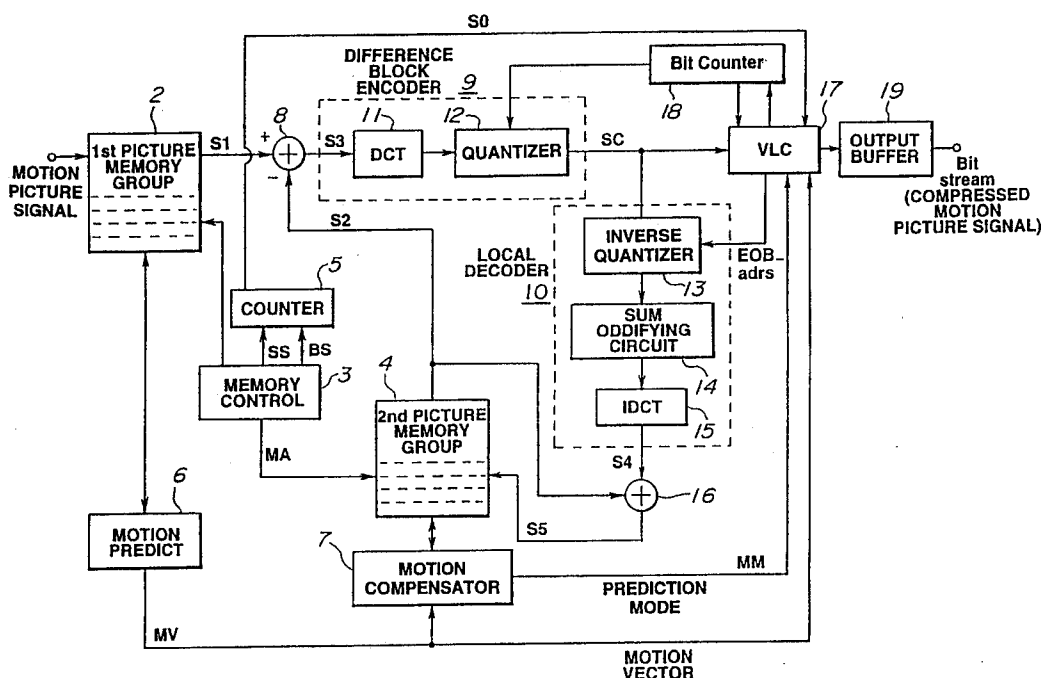 S0
DIFFERENCE
BLOCK
ENCODER 9
Bit Counter
18
17
19
2
1st PICTURE
MEMORY
GROUP
MOTION
PICTURE
SIGNAL
S1
+
8
-
S3
11
DCT
12
QUANTIZER
SC
VLC
OUTPUT
BUFFER
Bit
stream
(COMPRESSED
MOTION
PICTURE SIGNAL)
S2
LOCAL
DECODER
10
INVERSE
QUANTIZER
13
EOB_
adrs
5
COUNTER
SS
BS
SUM
ODDIFYING
CIRCUIT
14
MEMORY
CONTROL
3
4
2nd PICTURE
MEMORY
GROUP
IDCT
15
MA
S4
16
S5
6
MOTION
PREDICT
7
MOTION
COMPENSATOR
MM
PREDICTION
MODE
MV
MOTION
VECTOR